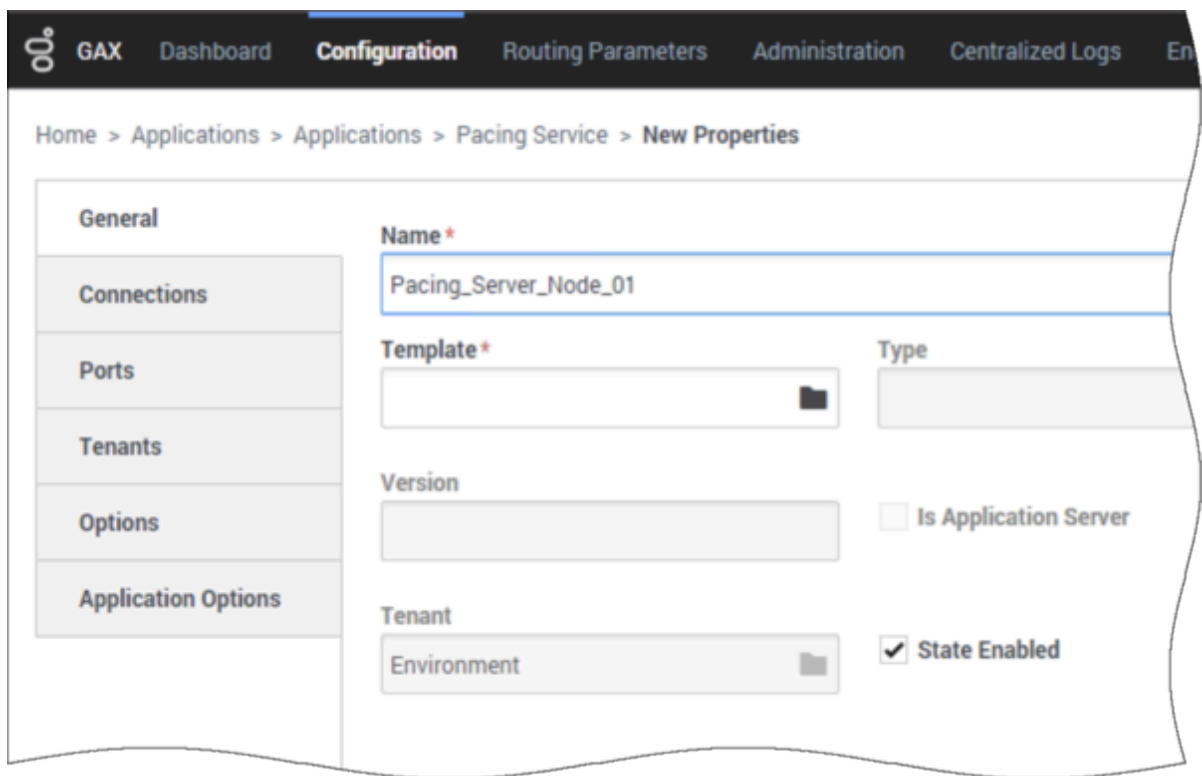 GAX Dashboard Configuration Routing Parameters Administration Centralized Logs En
Home > Applications > Applications > Pacing Service > New Properties
General
Connections
Ports
Tenants
Options
Application Options
Name *
Pacing_Server_Node_01
Template *
Type
Version
Is Application Server
Tenant
Environment
State Enabled